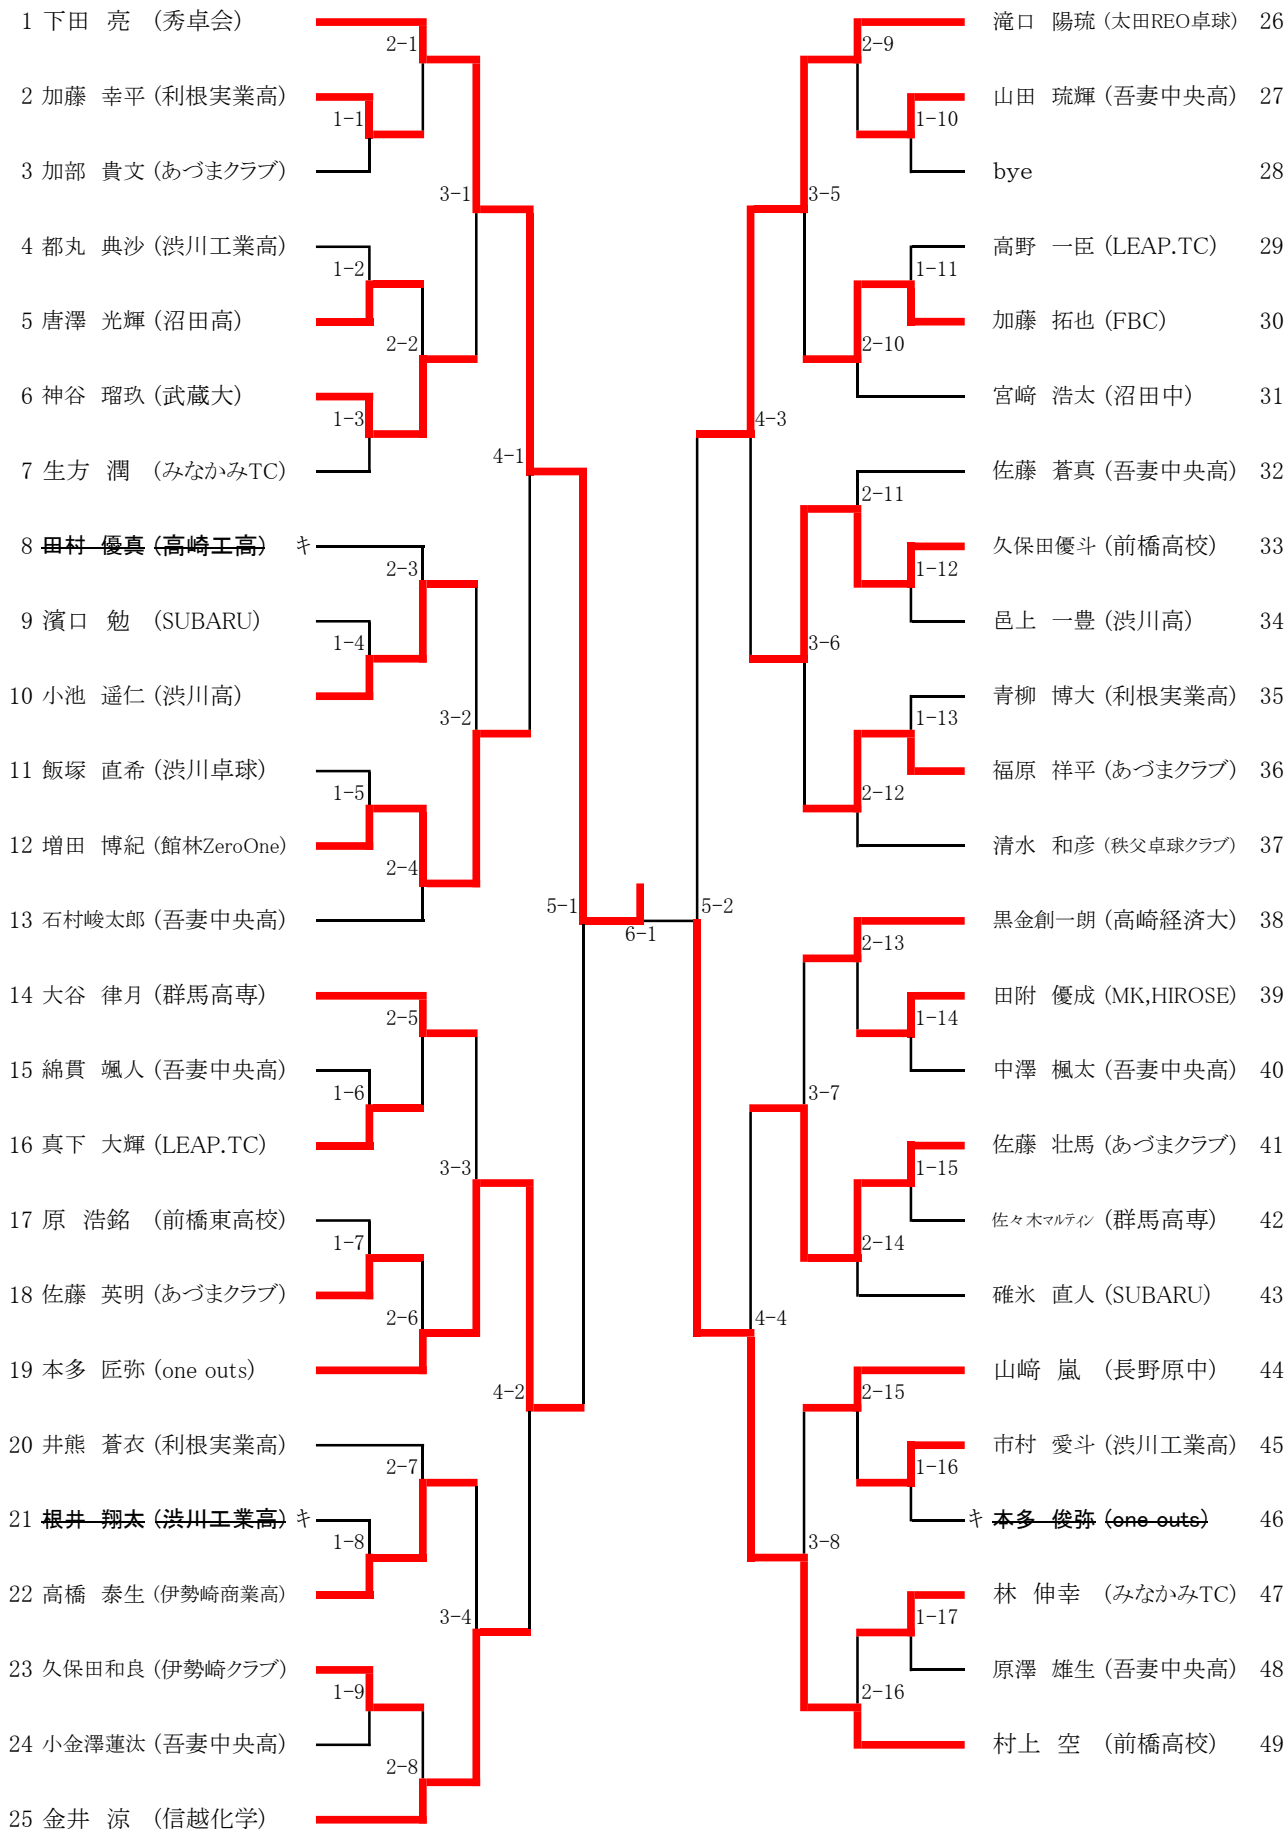 1 下田 亮 (秀卓会)
2-1
2 加藤 幸平 (利根実業高)
1-1
3 加部 貴文 (あづまクラブ)
3-1
4 都丸 典沙 (渋川工業高)
1-2
5 唐澤 光輝 (沼田高)
2-2
6 神谷 瑠玖 (武蔵大)
1-3
7 生方 潤 (みなかみTC)
4-1
8 田村 優真 (高崎工高) キ
2-3
9 濱口 勉 (SUBARU)
1-4
10 小池 遥仁 (渋川高)
3-2
11 飯塚 直希 (渋川卓球)
1-5
12 増田 博紀 (館林ZeroOne)
2-4
13 石村峻太郎 (吾妻中央高)
5-1
6-1
14 大谷 律月 (群馬高専)
2-5
15 綿貫 颯人 (吾妻中央高)
1-6
16 真下 大輝 (LEAP.TC)
3-3
17 原 浩銘 (前橋東高校)
1-7
18 佐藤 英明 (あづまクラブ)
2-6
19 本多 匠弥 (one outs)
4-2
20 井熊 蒼衣 (利根実業高)
2-7
21 根井 翔太 (渋川工業高) キ
1-8
22 高橋 泰生 (伊勢崎商業高)
3-4
23 久保田和良 (伊勢崎クラブ)
1-9
24 小金澤蓮汰 (吾妻中央高)
2-8
25 金井 涼 (信越化学)
滝口 陽琉 (太田REO卓球) 26
2-9
山田 琉輝 (吾妻中央高) 27
1-10
bye 28
3-5
高野 一臣 (LEAP.TC) 29
1-11
加藤 拓也 (FBC) 30
2-10
宮﨑 浩太 (沼田中) 31
4-3
佐藤 蒼真 (吾妻中央高) 32
2-11
久保田優斗 (前橋高校) 33
1-12
邑上 一豊 (渋川高) 34
3-6
青柳 博大 (利根実業高) 35
1-13
福原 祥平 (あづまクラブ) 36
2-12
清水 和彦 (秩父卓球クラブ) 37
5-2
黒金創一朗 (高崎経済大) 38
2-13
田附 優成 (MK,HIROSE) 39
1-14
中澤 楓太 (吾妻中央高) 40
3-7
佐藤 壮馬 (あづまクラブ) 41
1-15
佐々木マルティン (群馬高専) 42
2-14
碓氷 直人 (SUBARU) 43
4-4
山﨑 嵐 (長野原中) 44
2-15
市村 愛斗 (渋川工業高) 45
1-16
キ 本多 俊弥 (one outs) 46
3-8
林 伸幸 (みなかみTC) 47
1-17
原澤 雄生 (吾妻中央高) 48
2-16
村上 空 (前橋高校) 49